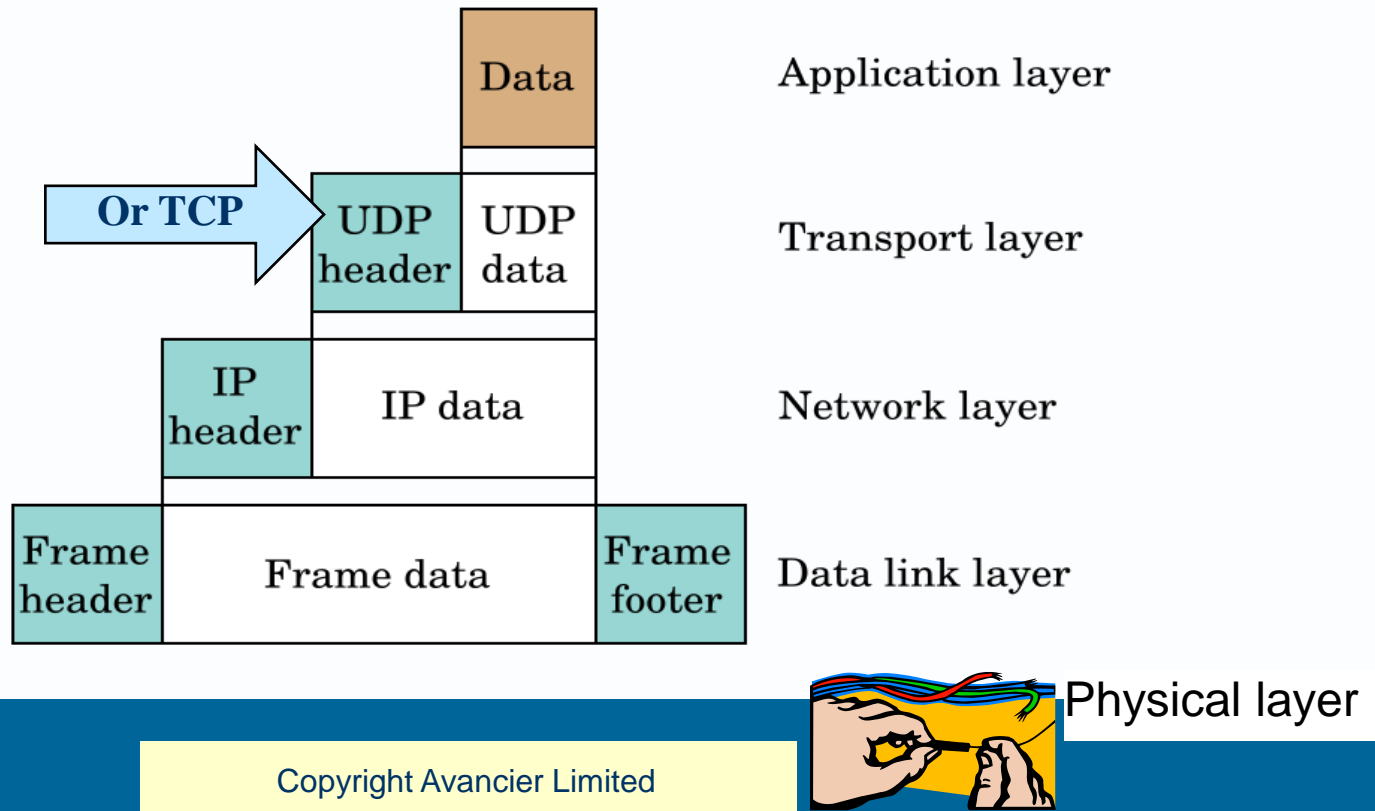 Data
Application layer
Or TCP
UDP
header
UDP
data
Transport layer
IP
header
IP data
Network layer
Frame
header
Frame data
Frame
footer
Data link layer
Physical layer
Copyright Avancier Limited